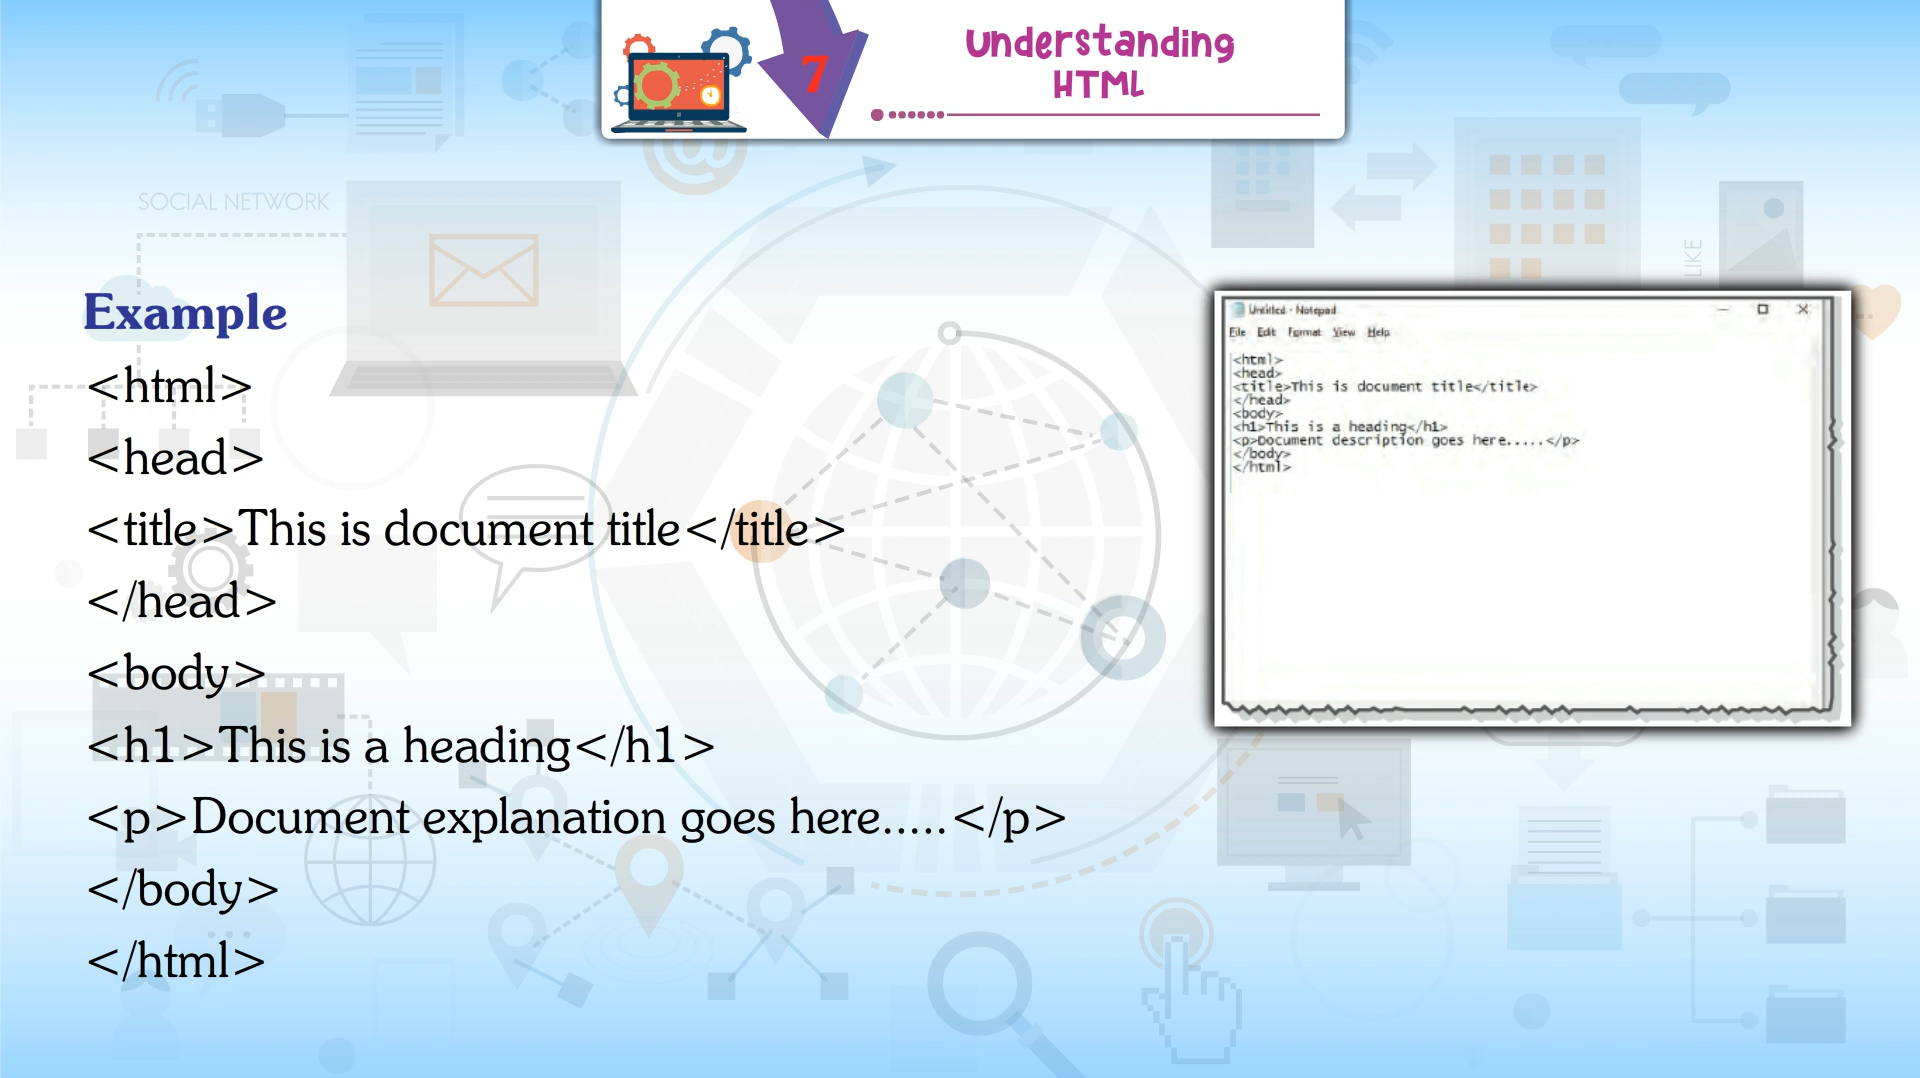 7
Understanding
HTML
SOCIAL NETWORK
@
LIKE
Example
<html>
<head>
<title>This is document title</title>
</head>
<body>
<h1>This is a heading</h1>
<p>Document explanation goes here.....</p>
</body>
</html>
Untitled - Notepad
File Edit Format View Help
<html>
<head>
<title>This is document title</title>
</head>
<body>
<h1>This is a heading</h1>
<p>Document description goes here.....</p>
</body>
</html>